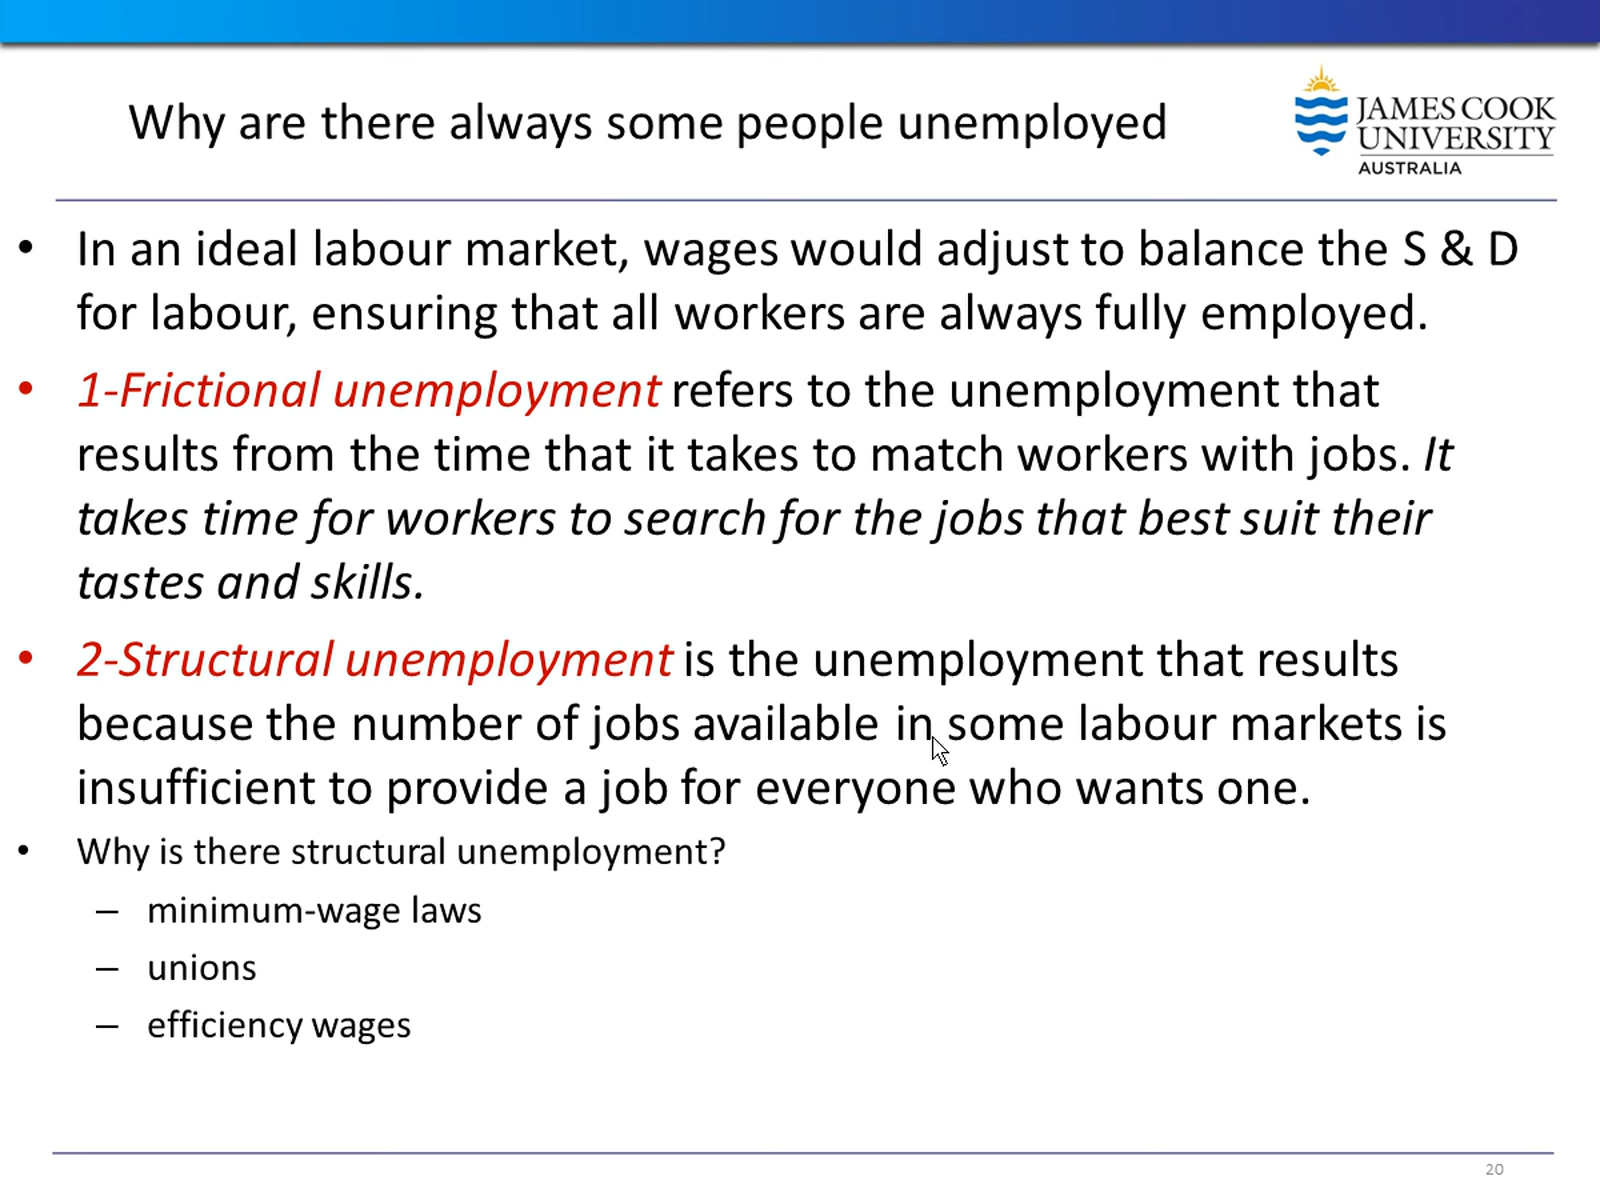 Why are there always some people unemployed
JAMES COOK
UNIVERSITY
AUSTRALIA
• In an ideal labour market, wages would adjust to balance the S & D
for labour, ensuring that all workers are always fully employed.
• 1-Frictional unemployment refers to the unemployment that
results from the time that it takes to match workers with jobs. It
takes time for workers to search for the jobs that best suit their
tastes and skills.
• 2-Structural unemployment is the unemployment that results
because the number of jobs available in some labour markets is
insufficient to provide a job for everyone who wants one.
• Why is there structural unemployment?
– minimum-wage laws
– unions
– efficiency wages
20